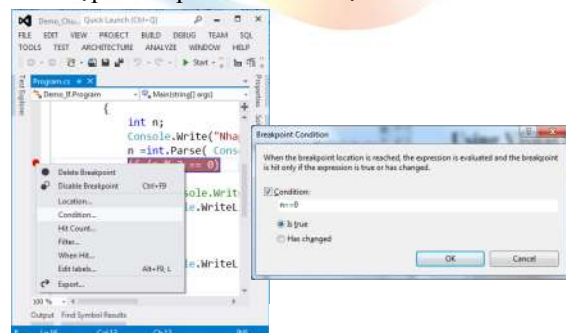 Demo_Chu... Quick Launch (Ctrl+Q)
FILE EDIT VIEW PROJECT BUILD DEBUG TEAM SQL
TOOLS TEST ARCHITECTURE ANALYZE WINDOW HELP
Start
Test Explorer
Program.cs
Properties
Demo_If.Program Main(string[] args)
{
int n;
Console.Write("Nha
n =int.Parse( Cons
== 0)
Delete Breakpoint
Disable Breakpoint Ctrl+F9
Location...
Condition...
Hit Count...
Filter...
When Hit...
Edit labels... Alt+F9, L
Export...
nsole.Writ
e.WriteL
e.WriteL
100 %
Output Find Symbol Results
Breakpoint Condition
When the breakpoint location is reached, the expression is evaluated and the breakpoint
is hit only if the expression is true or has changed.
Condition:
n==0
Is true
Has changed
OK Cancel